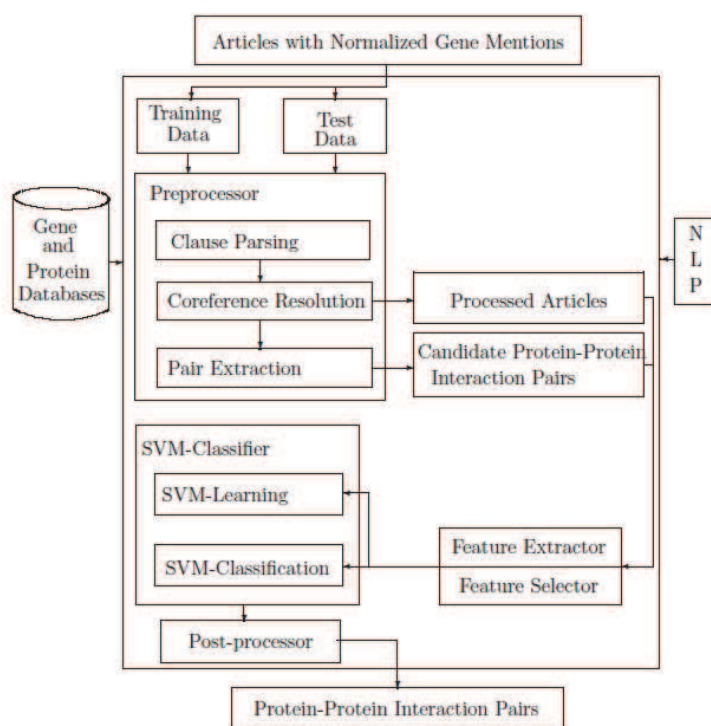 Articles with Normalized Gene Mentions
Training
Data
Test
Data
Preprocessor
Gene
and
Protein
Databases
Clause Parsing
N
L
P
Coreference Resolution
Processed Articles
Pair Extraction
Candidate Protein-Protein
Interaction Pairs
SVM-Classifier
SVM-Learning
SVM-Classification
Feature Extractor
Feature Selector
Post-processor
Protein-Protein Interaction Pairs